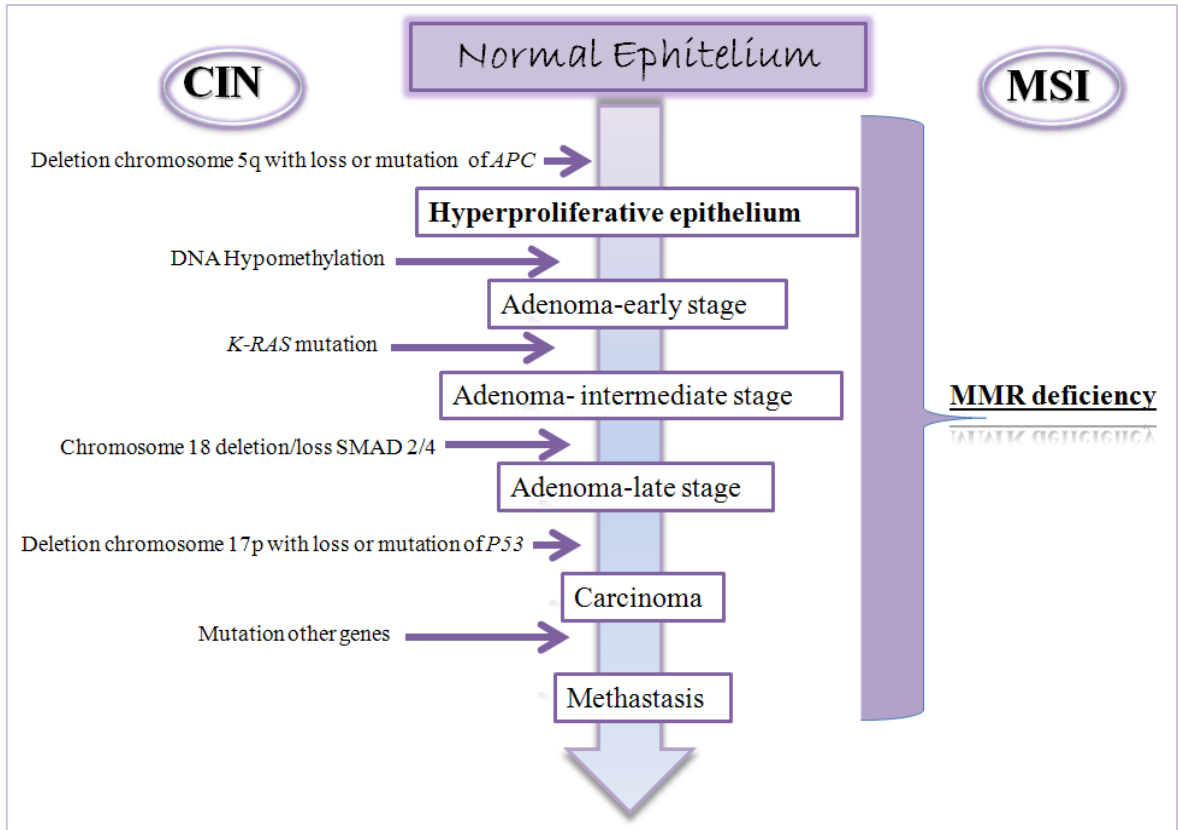 Normal Ephitelium
CIN
MSI
Deletion chromosome 5q with loss or mutation of APC
Hyperproliferative epithelium
DNA Hypomethylation
Adenoma-early stage
K-RAS mutation
Adenoma- intermediate stage
MMR deficiency
Chromosome 18 deletion/loss SMAD 2/4
Adenoma-late stage
Deletion chromosome 17p with loss or mutation of P53
Carcinoma
Mutation other genes
Methastasis